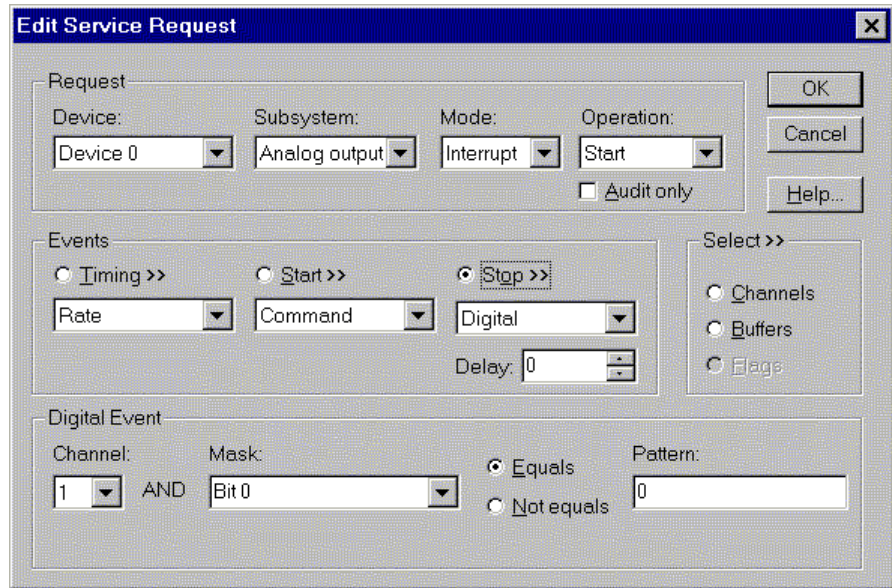 Edit Service Request
Request
OK
Device: Subsystem: Mode: Operation:
Device 0 Analog output Interrupt Start
Cancel
Audit only
Help...
Events
Select >>
Timing >> Start >> Stop >>
Channels
Rate Command Digital
Buffers
Delay: 0
Flags
Digital Event
Channel: Mask: Pattern:
Equals
1 AND Bit 0 0
Not equals